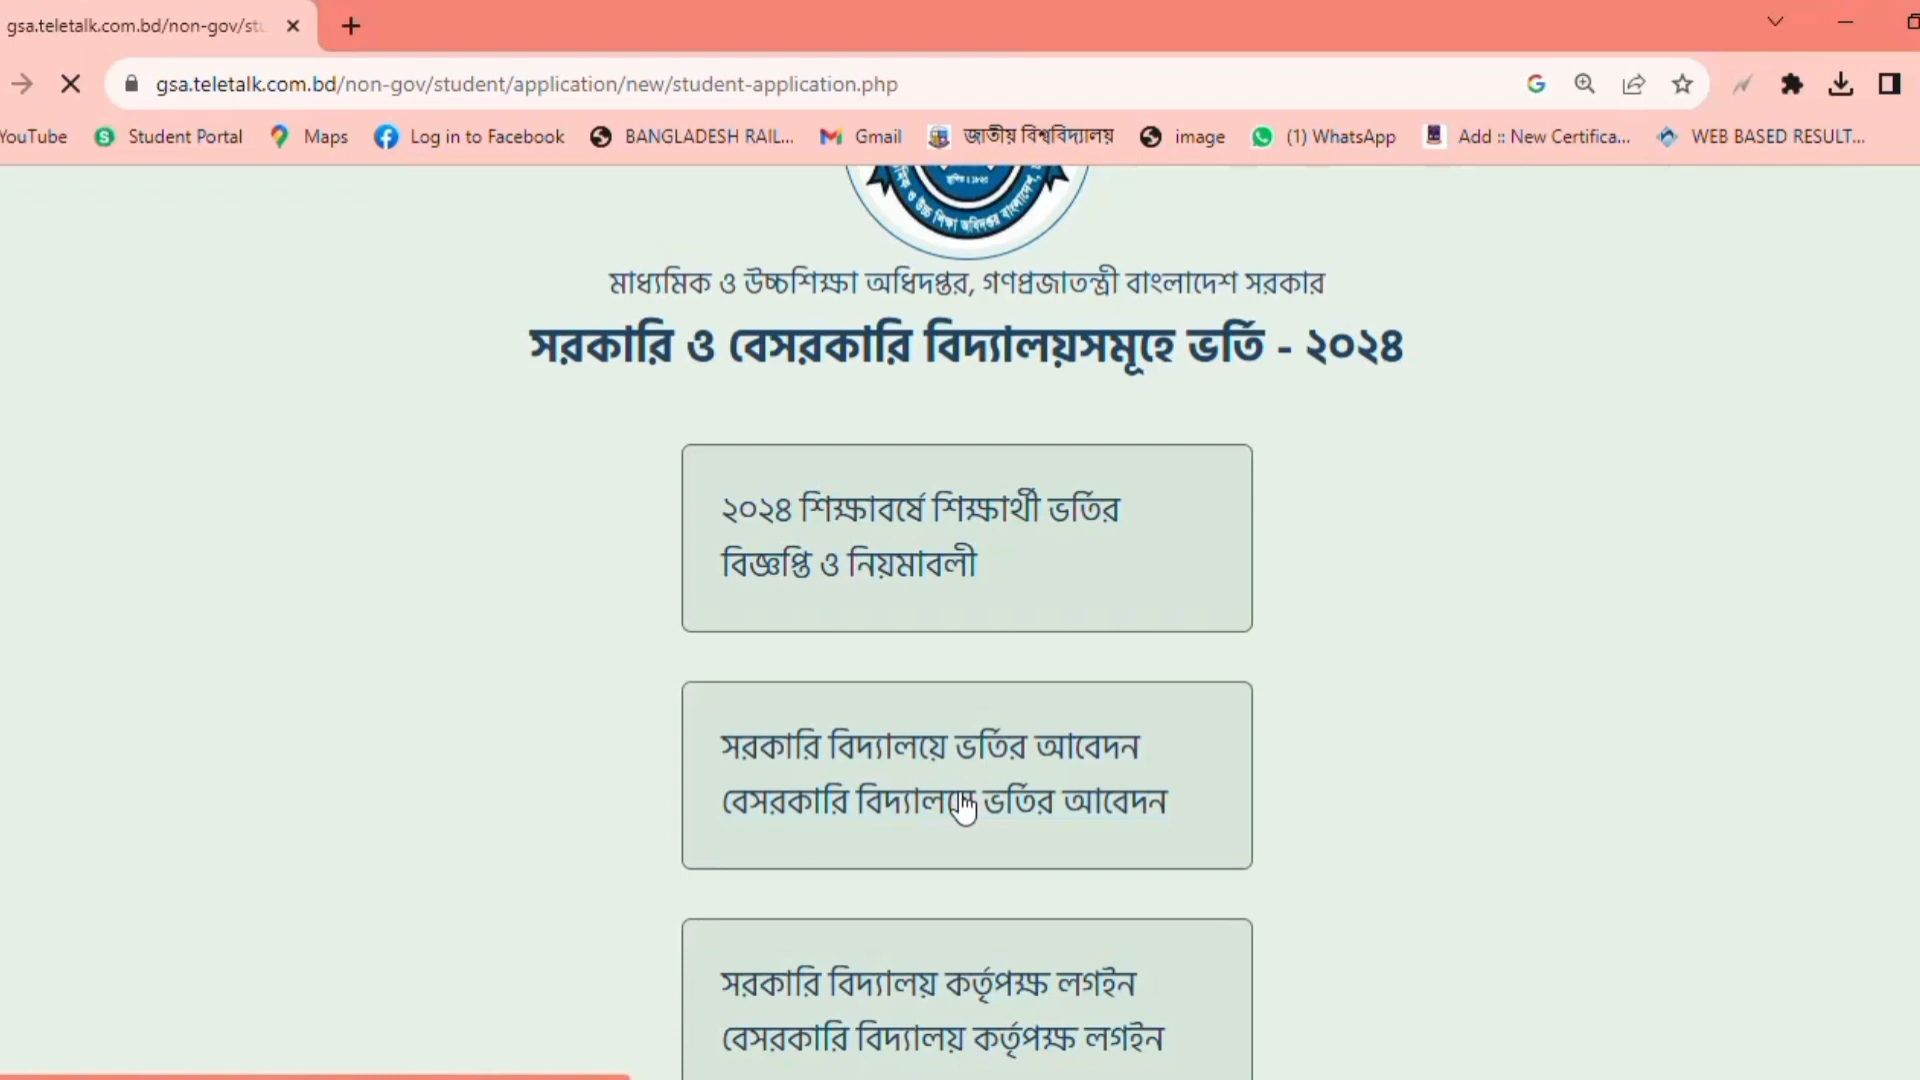 gsa.teletalk.com.bd/non-gov/stu
gsa.teletalk.com.bd/non-gov/student/application/new/student-application.php
YouTube Student Portal Maps Log in to Facebook BANGLADESH RAIL... Gmail জাতীয় বিশ্ববিদ্যালয় image (1) WhatsApp Add :: New Certifica... WEB BASED RESULT...
মাধ্যমিক ও উচ্চশিক্ষা অধিদপ্তর, গণপ্রজাতন্ত্রী বাংলাদেশ সরকার
সরকারি ও বেসরকারি বিদ্যালয়সমূহে ভর্তি - ২০২৪
২০২৪ শিক্ষাবর্ষে শিক্ষার্থী ভর্তির
বিজ্ঞপ্তি ও নিয়মাবলী
সরকারি বিদ্যালয়ে ভর্তির আবেদন
বেসরকারি বিদ্যালয়ে ভর্তির আবেদন
সরকারি বিদ্যালয় কর্তৃপক্ষ লগইন
বেসরকারি বিদ্যালয় কর্তৃপক্ষ লগইন